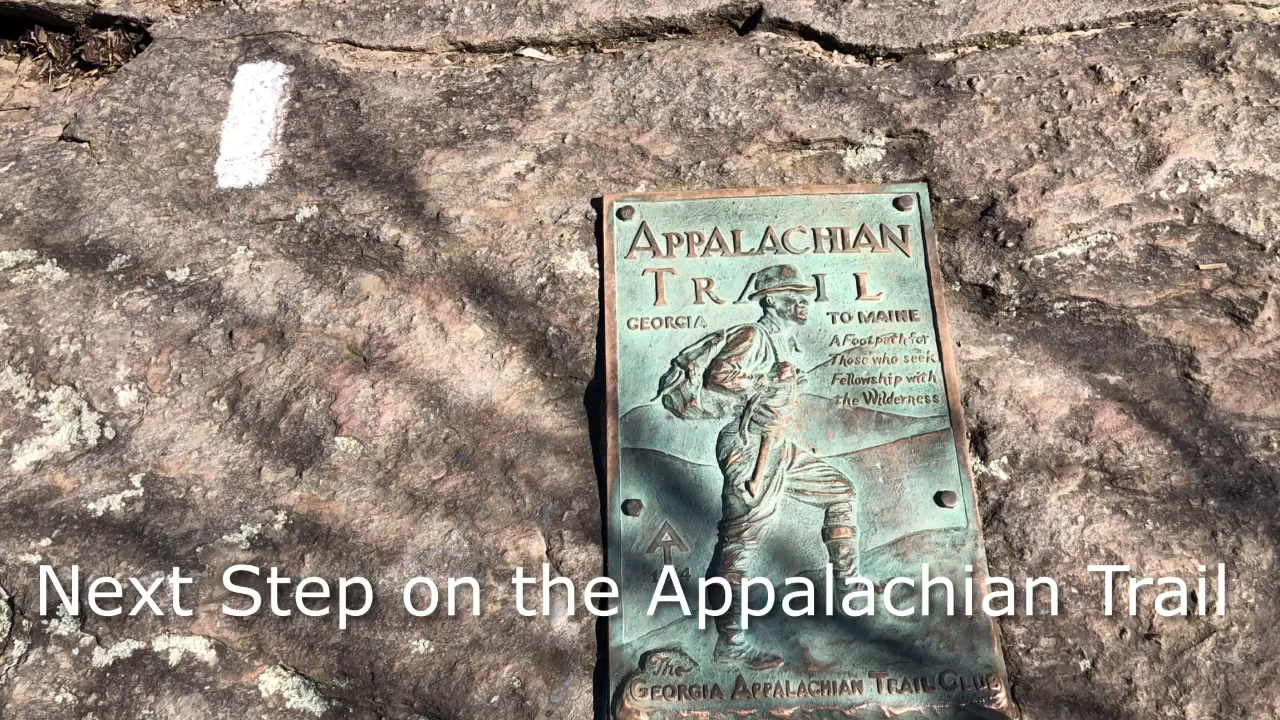 APPALACHIAN
TRAIL
GEORGIA TO MAINE
A Footpath for
Those who seek
Fellowship with
the Wilderness
Next Step on the Appalachian Trail
The
GEORGIA APPALACHIAN TRAIL CLUB